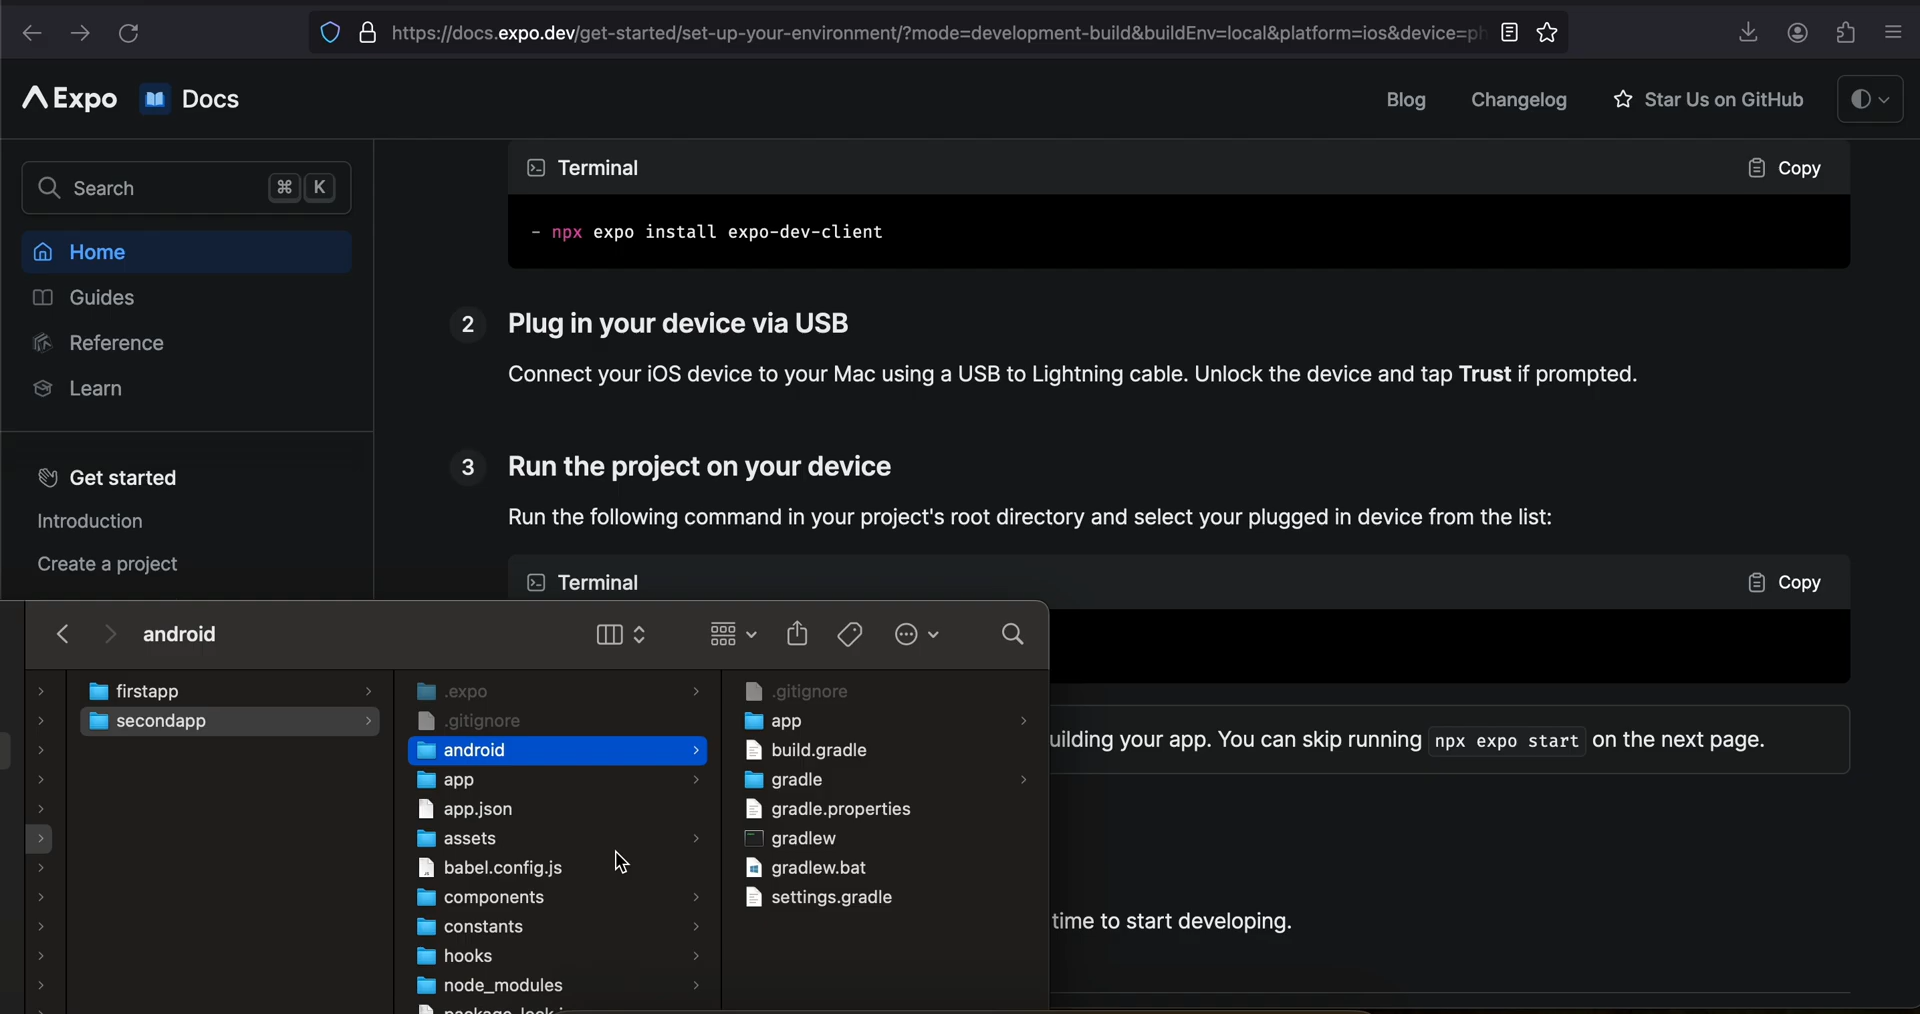 https://docs.expo.dev/get-started/set-up-your-environment/?mode=development-build&buildEnv=local&platform=ios&device=ph
Expo Docs
Blog Changelog Star Us on GitHub
Search ⌘ K
Home
Guides
Reference
Learn
Get started
Introduction
Create a project
Terminal Copy
- npx expo install expo-dev-client
2 Plug in your device via USB
Connect your iOS device to your Mac using a USB to Lightning cable. Unlock the device and tap Trust if prompted.
3 Run the project on your device
Run the following command in your project's root directory and select your plugged in device from the list:
Terminal Copy
uilding your app. You can skip running npx expo start on the next page.
time to start developing.
android
firstapp
secondapp
.expo
.gitignore
android
app
app.json
assets
babel.config.js
components
constants
hooks
node_modules
.gitignore
app
build.gradle
gradle
gradle.properties
gradlew
gradlew.bat
settings.gradle